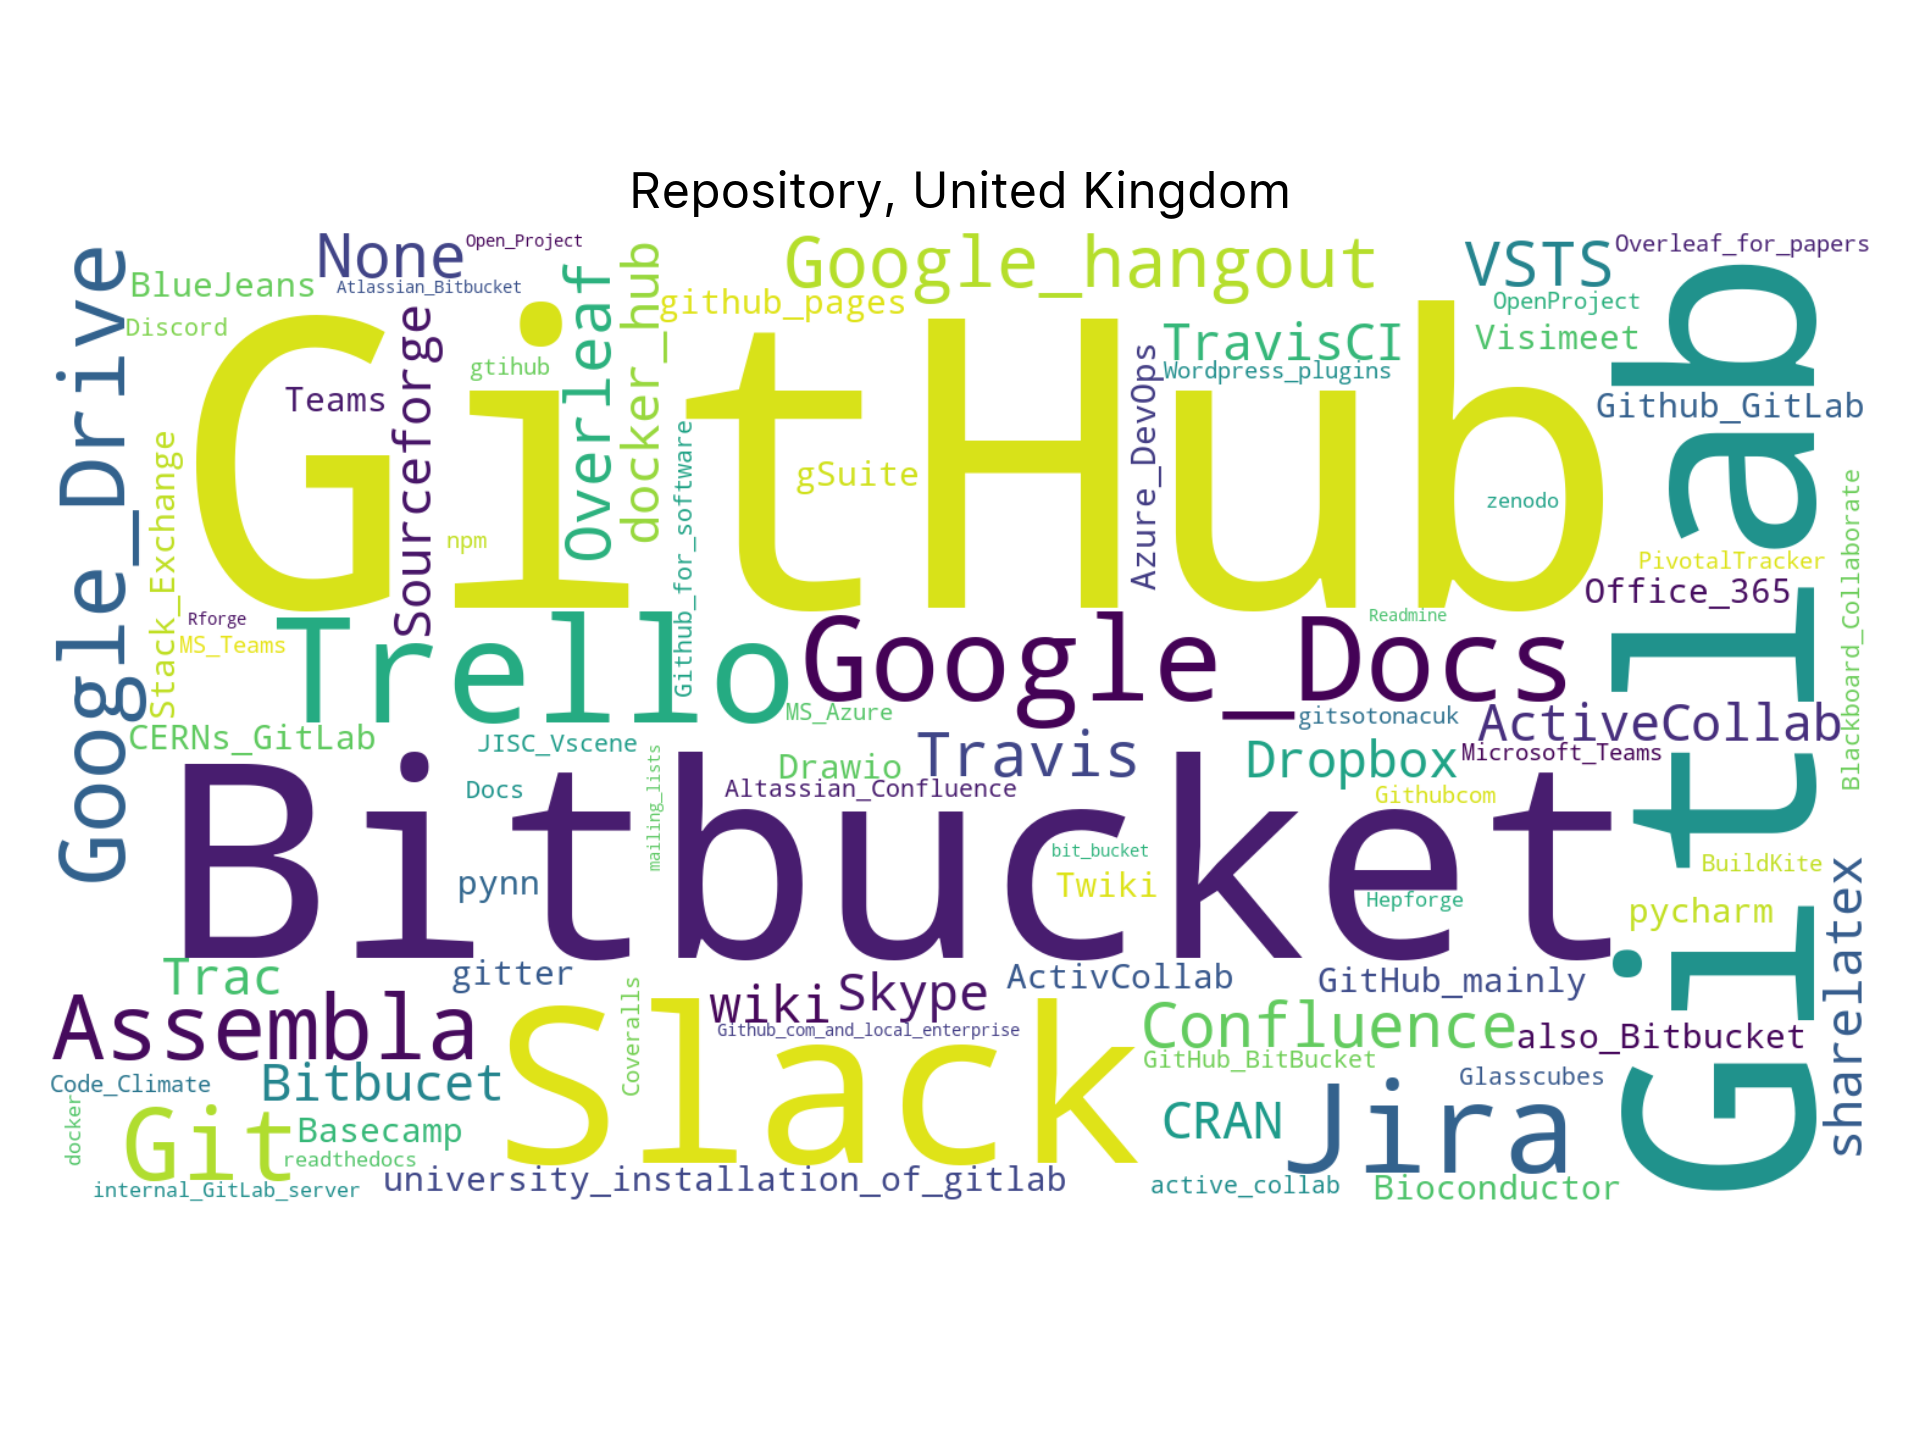 Repository, United Kingdom
Google_Drive
None
Open_Project
BlueJeans
Atlassian_Bitbucket
Discord
Google_hangout
VSTS
Overleaf_for_papers
github_pages
OpenProject
TravisCI
Visimeet
Wordpress_plugins
gtihub
Teams
Sourceforge
Overleaf
docker_hub
GitHub
Gitlab
Github_GitLab
Azure_DevOps
Stack_Exchange
gSuite
zenodo
npm
Github_for_software
PivotalTracker
Office_365
Blackboard_Collaborate
Rforge
MS_Teams
Readmine
Trello
Google_Docs
MS_Azure
gitsotonacuk
ActiveCollab
CERNs_GitLab
JISC_Vscene
Travis
Dropbox
Microsoft_Teams
Drawio
Docs
mailing_lists
Altassian_Confluence
Githubcom
Bitbucket
bit_bucket
BuildKite
pynn
Twiki
Hepforge
pycharm
sharelatex
Trac
gitter
Coveralls
wiki
Skype
ActivCollab
GitHub_mainly
Assembla
Github_com_and_local_enterprise
Confluence
also_Bitbucket
Slack
GitHub_BitBucket
Code_Climate
Bitbucet
Glasscubes
docker
Git
Basecamp
CRAN
Jira
readthedocs
internal_GitLab_server
university_installation_of_gitlab
active_collab
Bioconductor